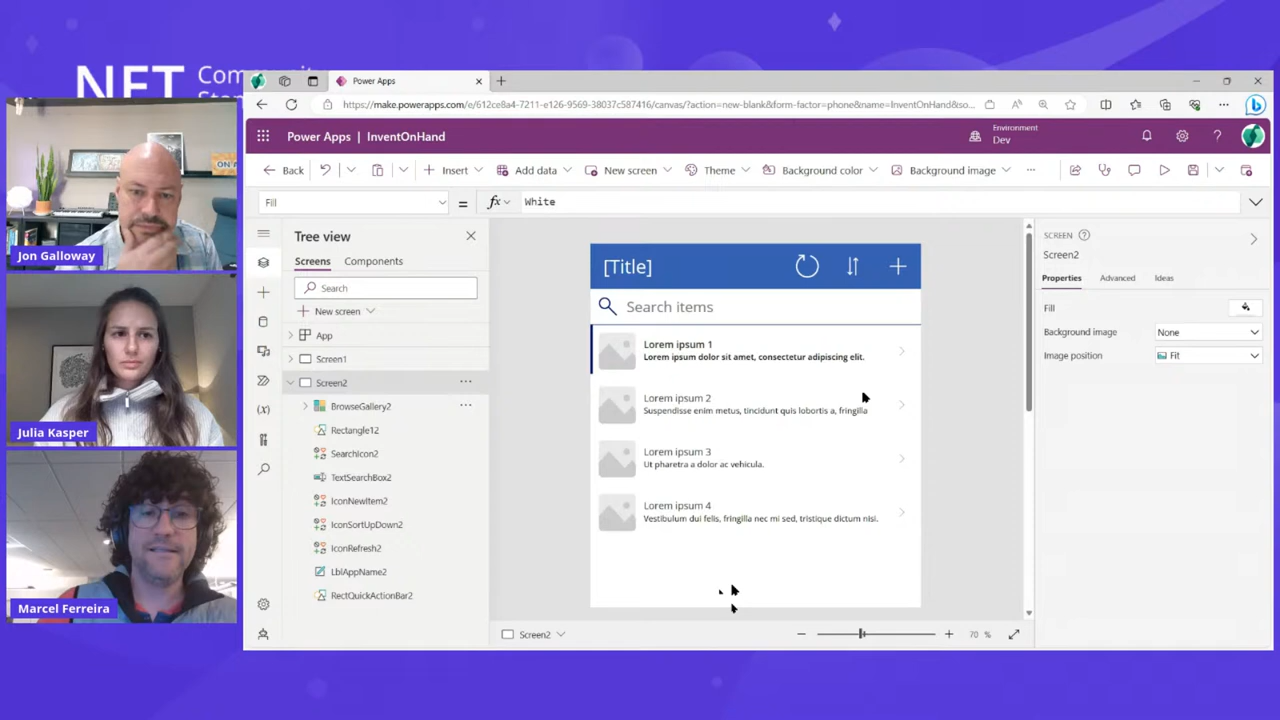 .NET Community
Standup
Jon Galloway
Julia Kasper
Marcel Ferreira
Power Apps
https://make.powerapps.com/e/612ce8a4-7211-e126-9569-38037c587416/canvas/?action=new-blank&form-factor=phone&name=InventOnHand&so...
Power Apps | InventOnHand
Environment
Dev
Back
Insert
Add data
New screen
Theme
Background color
Background image
Fill
= fx White
Tree view
Screens Components
Search
New screen
App
Screen1
Screen2
BrowseGallery2
Rectangle12
SearchIcon2
TextSearchBox2
IconNewItem2
IconSortUpDown2
IconRefresh2
LblAppName2
RectQuickActionBar2
[Title]
Search items
Lorem ipsum 1
Lorem ipsum dolor sit amet, consectetur adipiscing elit.
Lorem ipsum 2
Suspendisse enim metus, tincidunt quis lobortis a, fringilla
Lorem ipsum 3
Ut pharetra a dolor ac vehicula.
Lorem ipsum 4
Vestibulum dui felis, fringilla nec mi sed, tristique dictum nisi.
Screen2
70 %
SCREEN
Screen2
Properties Advanced Ideas
Fill
Background image None
Image position Fit